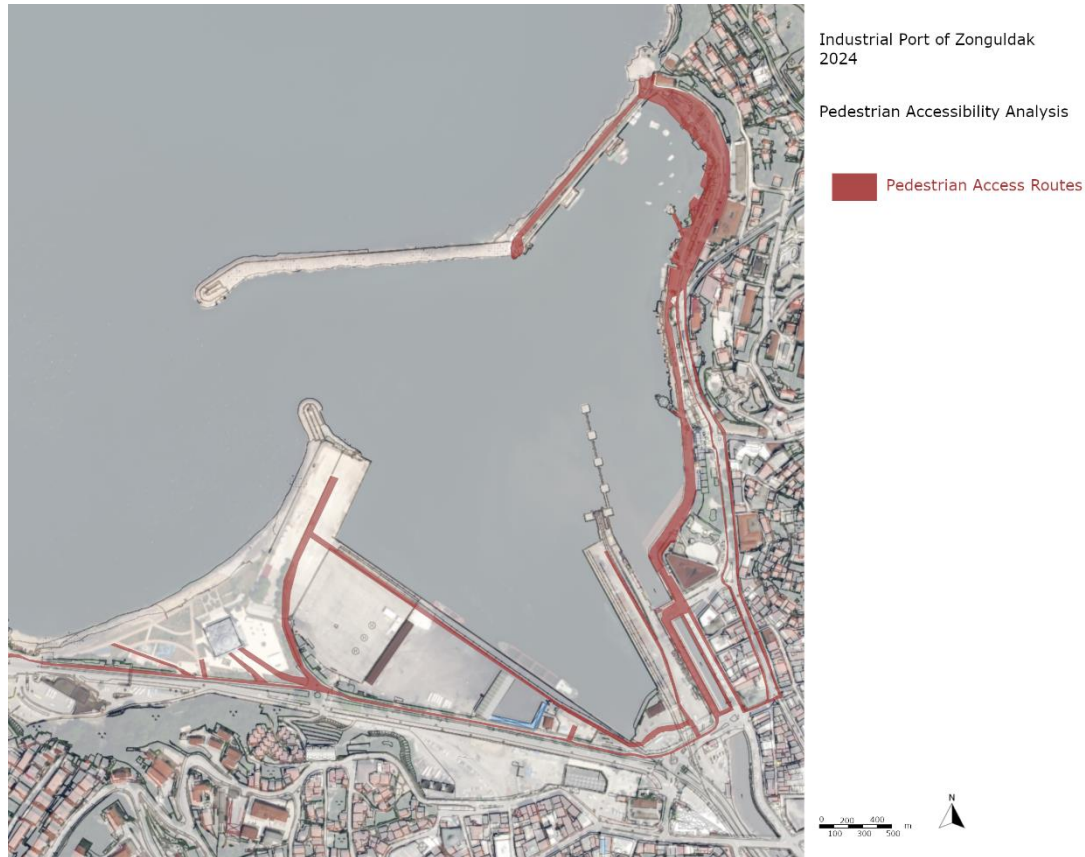 Industrial Port of Zonguldak
2024
Pedestrian Accessibility Analysis
Pedestrian Access Routes
N
0 200 400 m
100 300 500